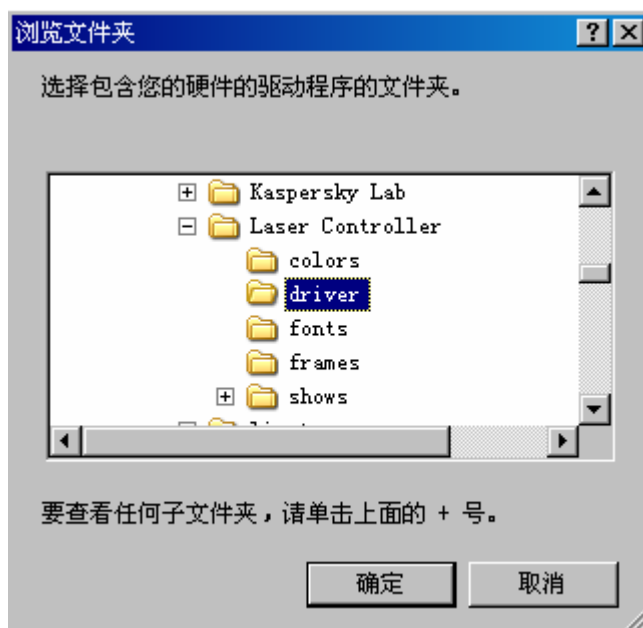 浏览文件夹
选择包含您的硬件的驱动程序的文件夹。
Kaspersky Lab
Laser Controller
colors
driver
fonts
frames
shows
要查看任何子文件夹，请单击上面的 + 号。
确定 取消